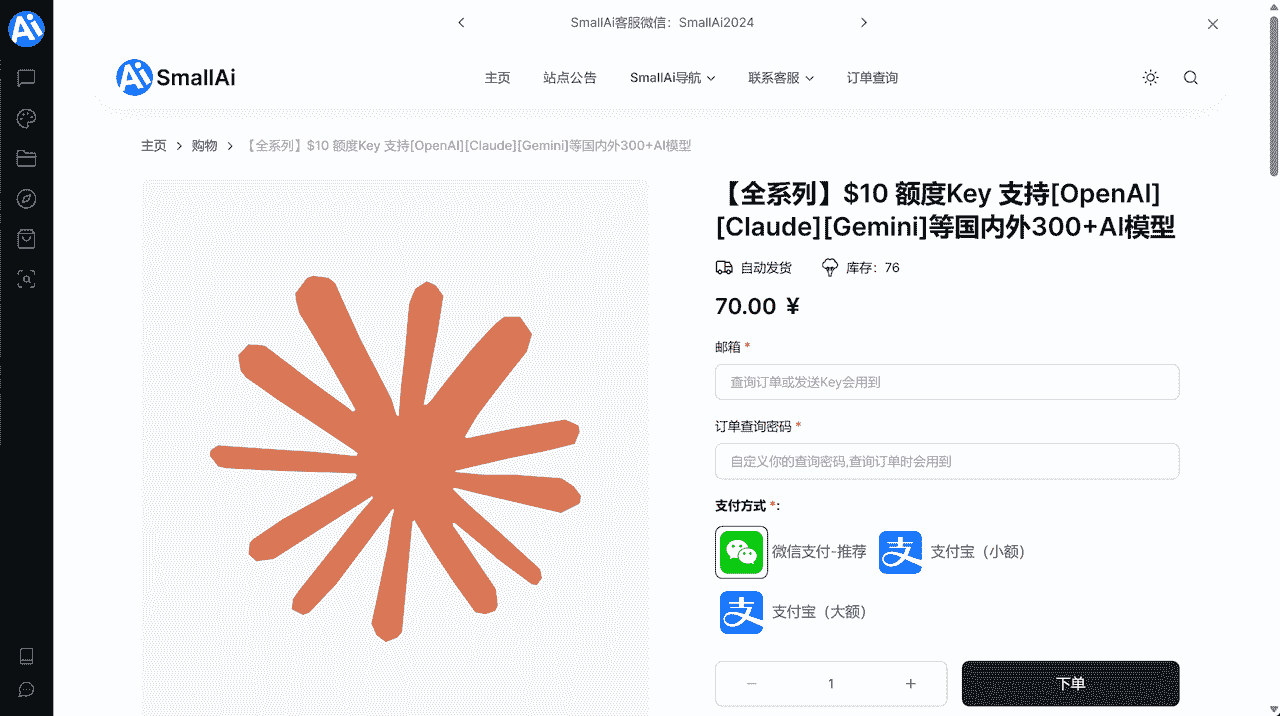 Ai
SmallAi客服微信：SmallAi2024
Ai SmallAi
主页 站点公告 SmallAi导航 联系客服 订单查询
主页 > 购物 > 【全系列】$10 额度Key 支持[OpenAI][Claude][Gemini]等国内外300+AI模型
【全系列】$10 额度Key 支持[OpenAI]
[Claude][Gemini]等国内外300+AI模型
自动发货 库存：76
70.00 ¥
邮箱 *
查询订单或发送Key会用到
订单查询密码 *
自定义你的查询密码,查询订单时会用到
支付方式 *:
微信支付-推荐 支 支付宝（小额）
支 支付宝（大额）
− 1 + 下单